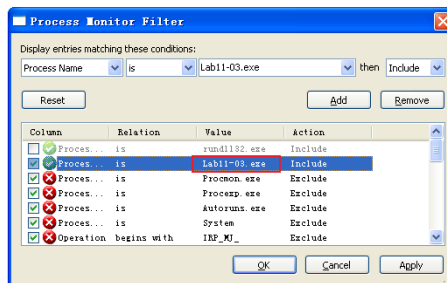 Process Monitor Filter
Display entries matching these conditions:
Process Name is Lab11-03.exe then Include
Reset Add Remove
Column Relation Value Action
Proces... is rundll32.exe Include
Proces... is Lab11-03.exe Include
Proces... is Procmon.exe Exclude
Proces... is Procexp.exe Exclude
Proces... is Autoruns.exe Exclude
Proces... is System Exclude
Operation begins with IRP_MJ_ Exclude
OK Cancel Apply